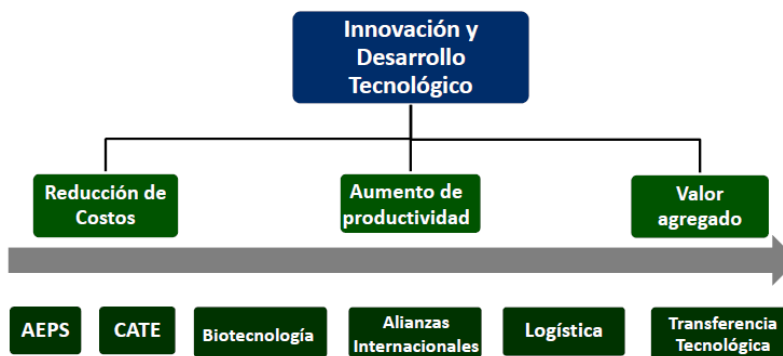 Innovación y
Desarrollo
Tecnológico
Reducción de
Costos
Aumento de
productividad
Valor
agregado
AEPS
CATE
Biotecnología
Alianzas
Internacionales
Logística
Transferencia
Tecnológica